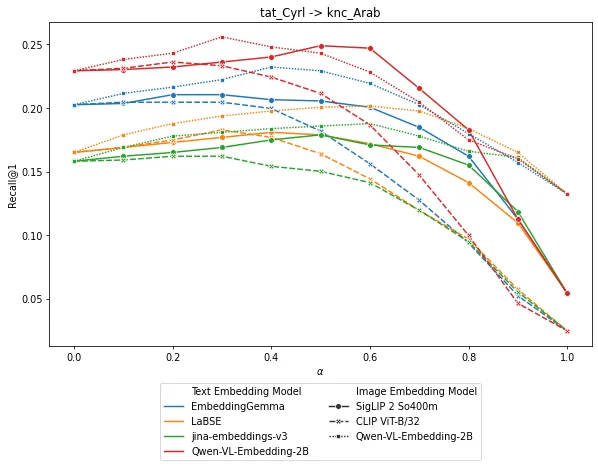 tat_Cyrl -> knc_Arab
Recall@1
0.25
0.20
0.15
0.10
0.05
0.0 0.2 0.4 0.6 0.8 1.0
α
Text Embedding Model Image Embedding Model
EmbeddingGemma SigLIP 2 So400m
LaBSE CLIP ViT-B/32
jina-embeddings-v3 Qwen-VL-Embedding-2B
Qwen-VL-Embedding-2B